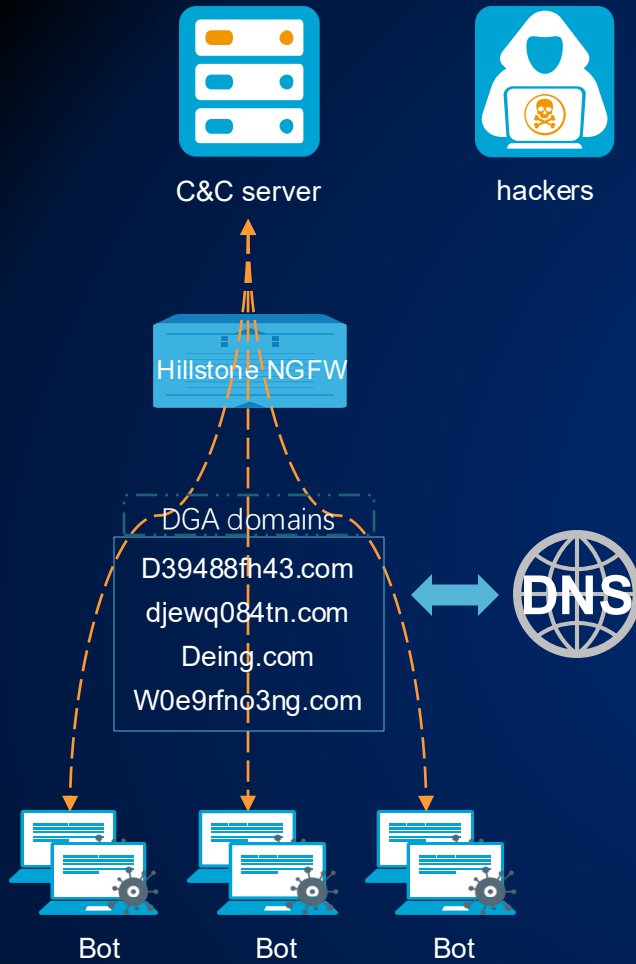 C&C server
hackers
Hillstone NGFW
DGA domains
D39488fh43.com
djewq084tn.com
Deing.com
W0e9rfno3ng.com
DNS
Bot
Bot
Bot